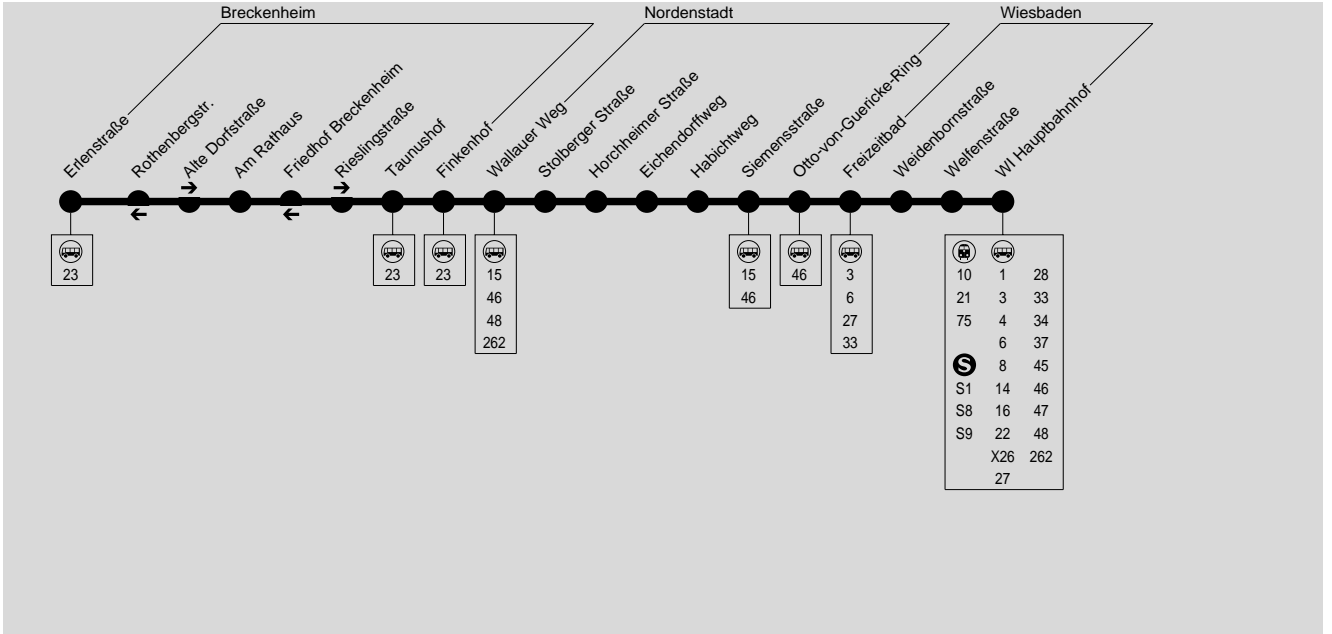 Breckenheim
Nordenstadt
Wiesbaden
Erlenstraße
Rothenbergstr.
Alte Dorfstraße
Am Rathaus
Friedhof Breckenheim
Rieslingstraße
Taunushof
Finkenhof
Wallauer Weg
Stolberger Straße
Horchheimer Straße
Eichendorffweg
Habichtweg
Siemensstraße
Otto-von-Guericke-Ring
Freizeitbad
Weidenbornstraße
Welfenstraße
WI Hauptbahnhof
23
23
23
15
46
48
262
15
46
46
3
6
27
33
10 1 28
21 3 33
75 4 34
6 37
S 8 45
S1 14 46
S8 16 47
S9 22 48
X26 262
27